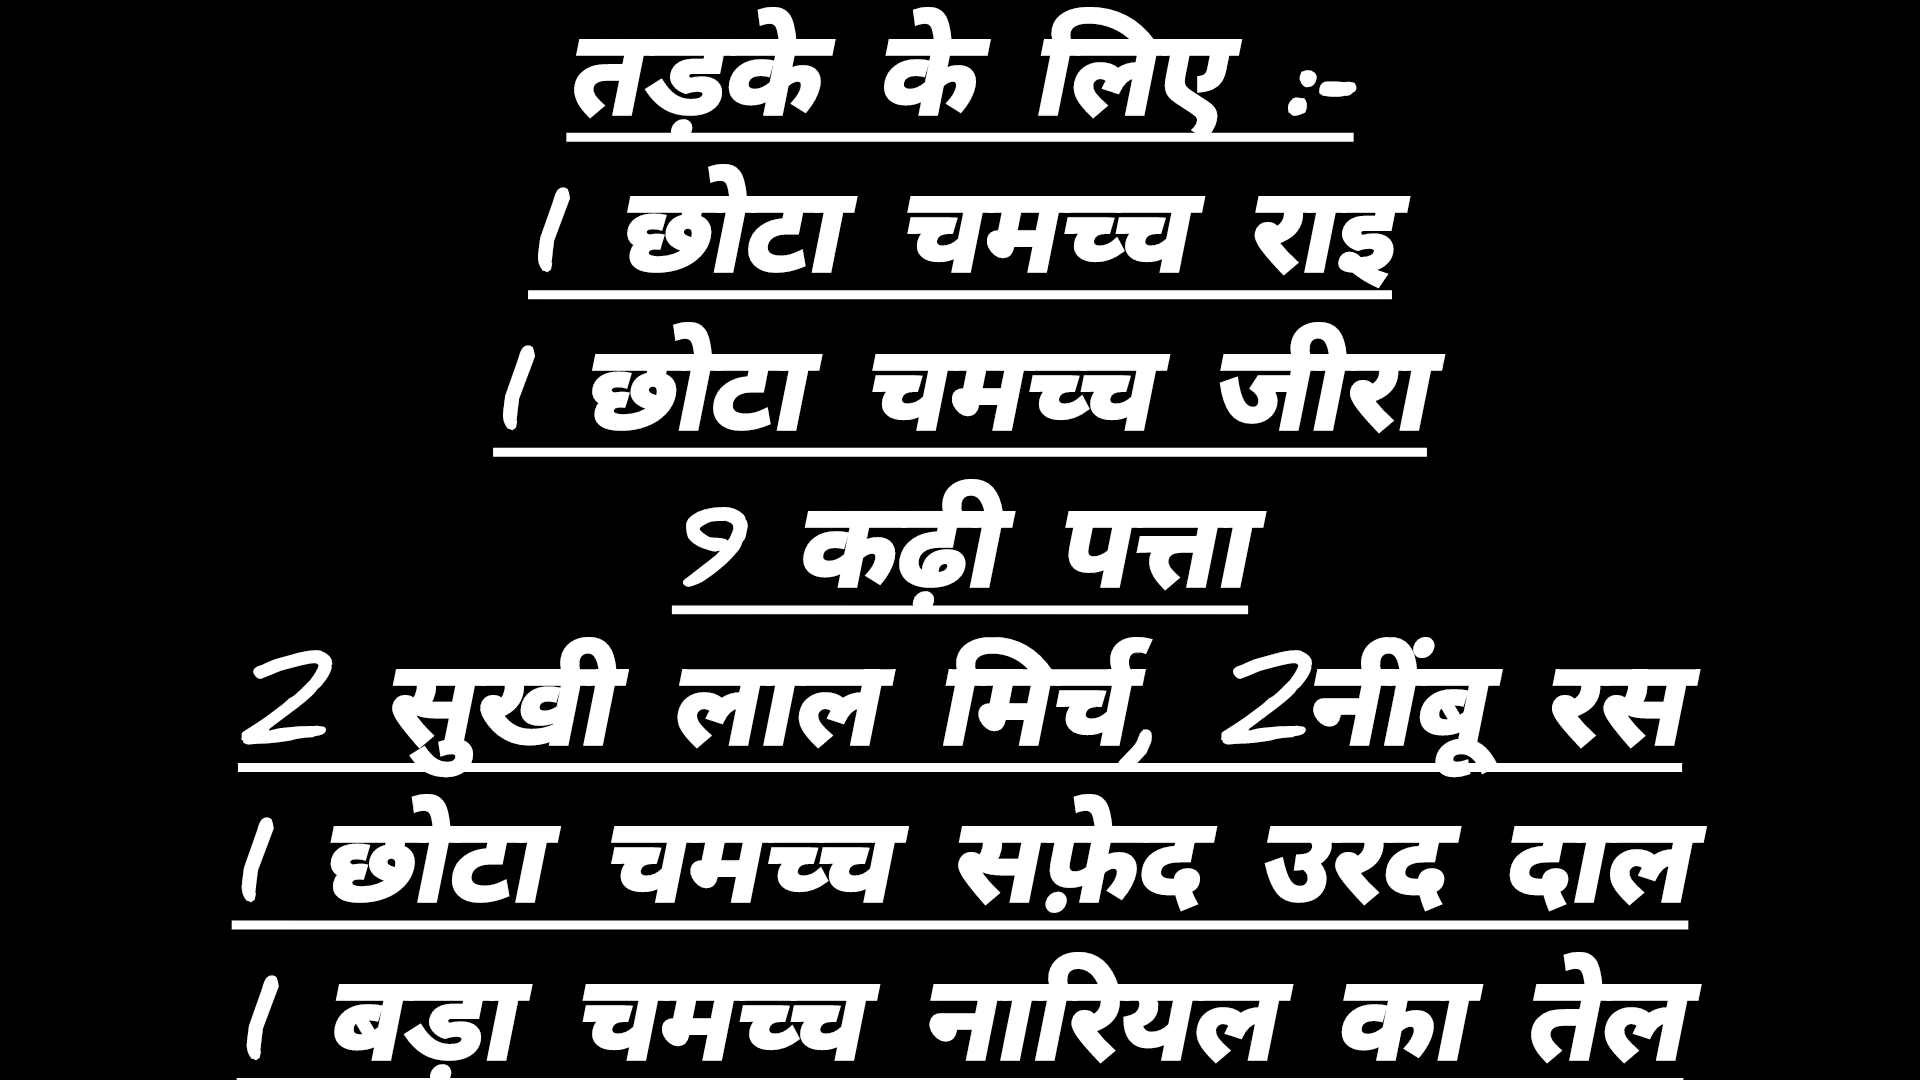 तड़के के लिए :-
1 छोटा चमच्च राइ
1 छोटा चमच्च जीरा
9 कढ़ी पत्ता
2 सुखी लाल मिर्च, 2नींबू रस
1 छोटा चमच्च सफ़ेद उरद दाल
1 बड़ा चमच्च नारियल का तेल